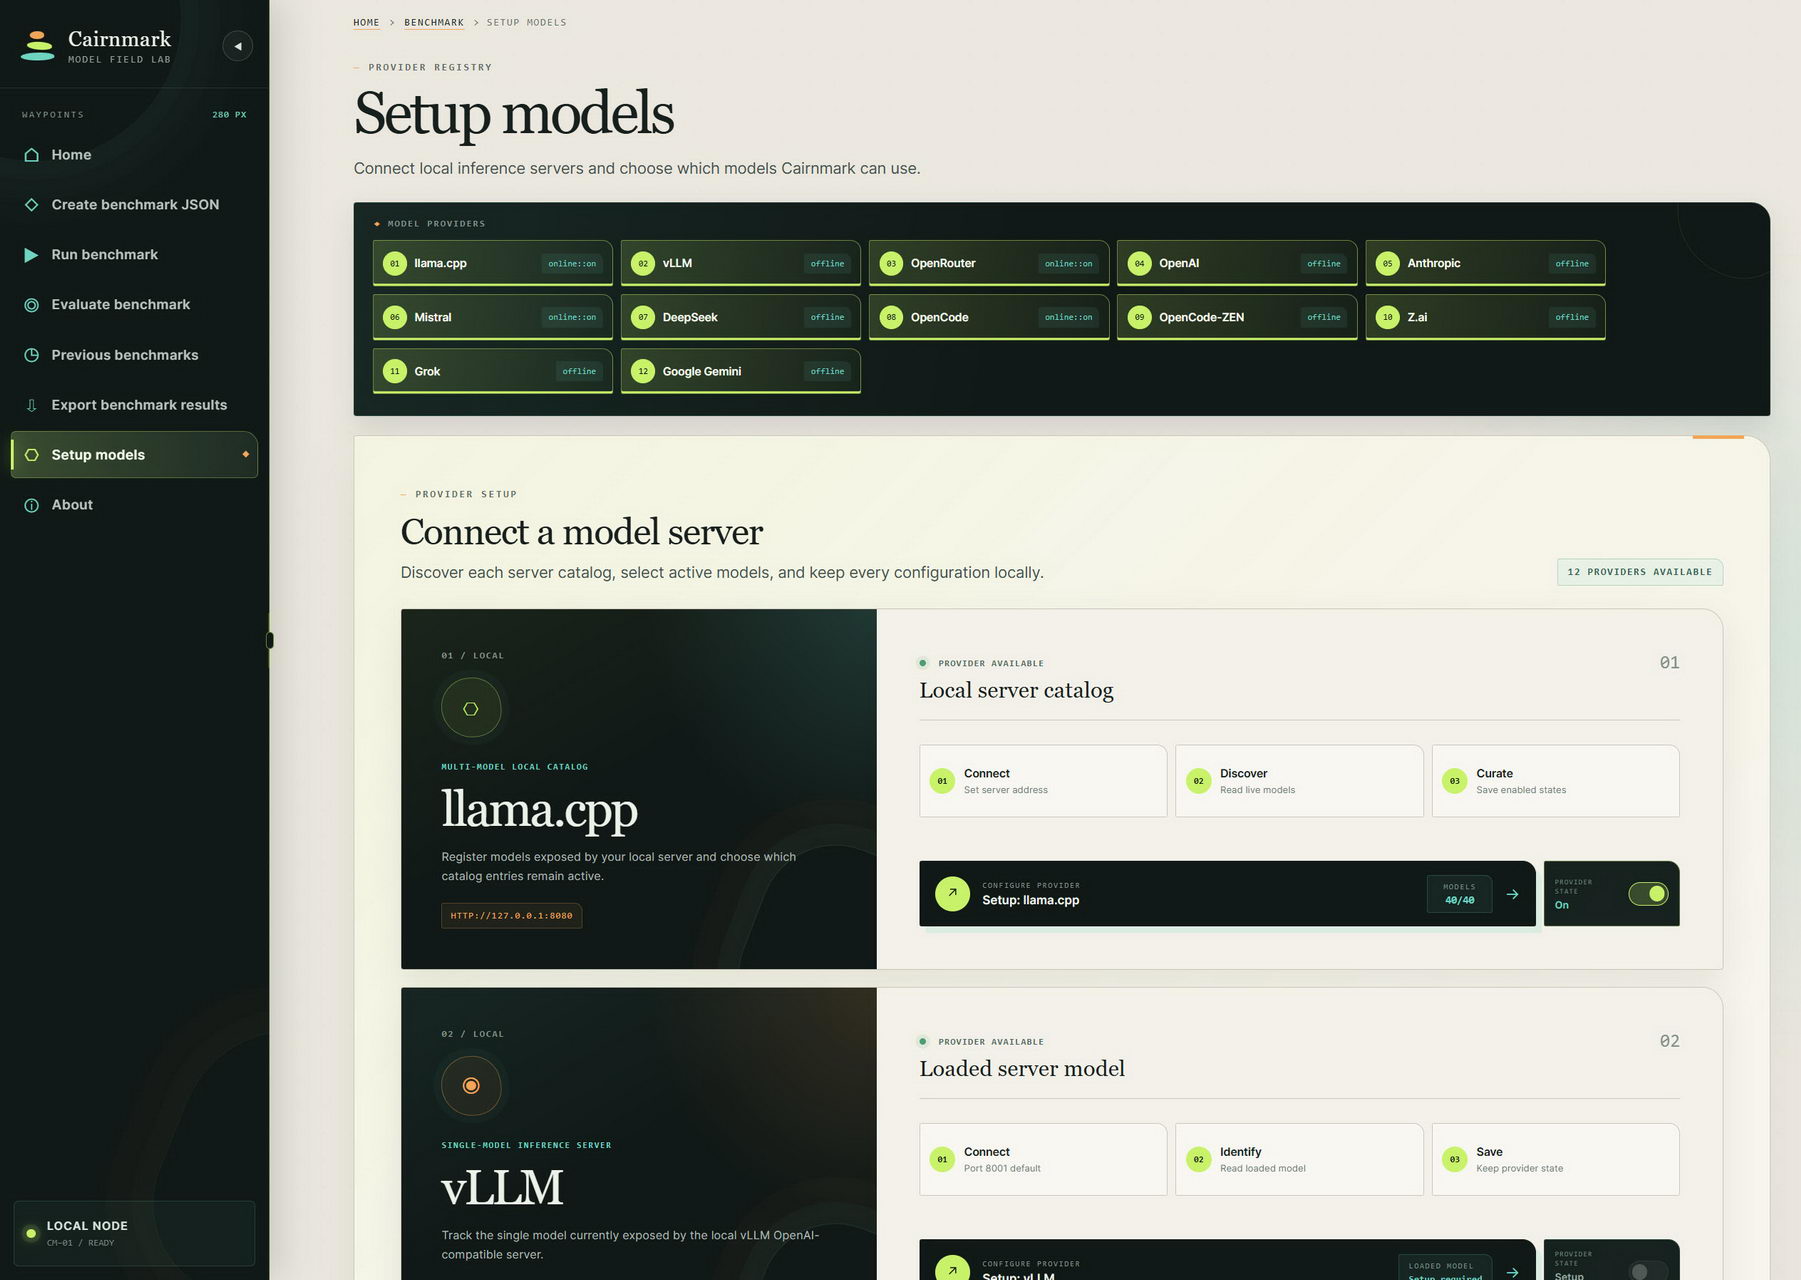 Cairnmark
MODEL FIELD LAB
WAYPOINTS
280 PX
Home
Create benchmark JSON
Run benchmark
Evaluate benchmark
Previous benchmarks
Export benchmark results
Setup models
About
LOCAL NODE
CM-01 / READY
HOME > BENCHMARK > SETUP MODELS
— PROVIDER REGISTRY
Setup models
Connect local inference servers and choose which models Cairnmark can use.
MODEL PROVIDERS
01 llama.cpp online::on
02 vLLM offline
03 OpenRouter online::on
04 OpenAI offline
05 Anthropic offline
06 Mistral online::on
07 DeepSeek offline
08 OpenCode online::on
09 OpenCode-ZEN offline
10 Z.ai offline
11 Grok offline
12 Google Gemini offline
— PROVIDER SETUP
Connect a model server
Discover each server catalog, select active models, and keep every configuration locally.
12 PROVIDERS AVAILABLE
01 / LOCAL
MULTI-MODEL LOCAL CATALOG
llama.cpp
Register models exposed by your local server and choose which
catalog entries remain active.
HTTP://127.0.0.1:8080
PROVIDER AVAILABLE
01
Local server catalog
01 Connect
Set server address
02 Discover
Read live models
03 Curate
Save enabled states
CONFIGURE PROVIDER
Setup: llama.cpp
MODELS
40/40
PROVIDER
STATE
On
02 / LOCAL
SINGLE-MODEL INFERENCE SERVER
vLLM
Track the single model currently exposed by the local vLLM OpenAI-
compatible server.
PROVIDER AVAILABLE
02
Loaded server model
01 Connect
Port 8001 default
02 Identify
Read loaded model
03 Save
Keep provider state
CONFIGURE PROVIDER
Setup: vLLM
LOADED MODEL
Setup required
PROVIDER
STATE
Setup